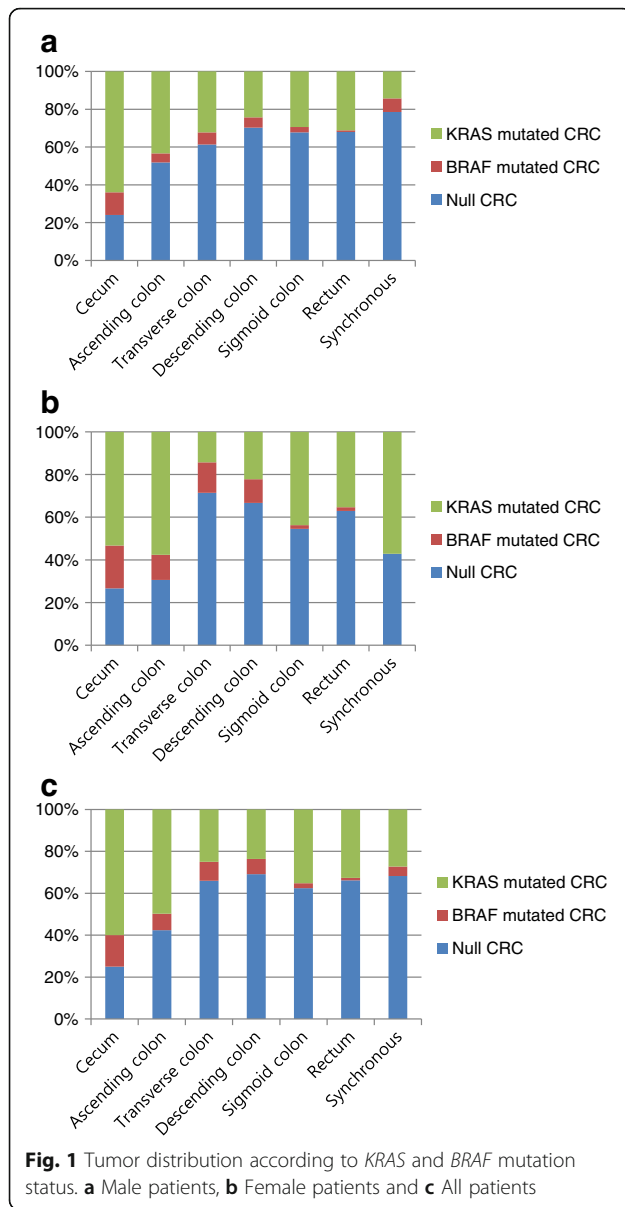 a
100%
80%
60%
40%
20%
0%
Cecum
Ascending colon
Transverse colon
Descending colon
Sigmoid colon
Rectum
Synchronous
KRAS mutated CRC
BRAF mutated CRC
Null CRC
b
100%
80%
60%
40%
20%
0%
Cecum
Ascending colon
Transverse colon
Descending colon
Sigmoid colon
Rectum
Synchronous
KRAS mutated CRC
BRAF mutated CRC
Null CRC
c
100%
80%
60%
40%
20%
0%
Cecum
Ascending colon
Transverse colon
Descending colon
Sigmoid colon
Rectum
Synchronous
KRAS mutated CRC
BRAF mutated CRC
Null CRC
Fig. 1 Tumor distribution according to KRAS and BRAF mutation
status. a Male patients, b Female patients and c All patients